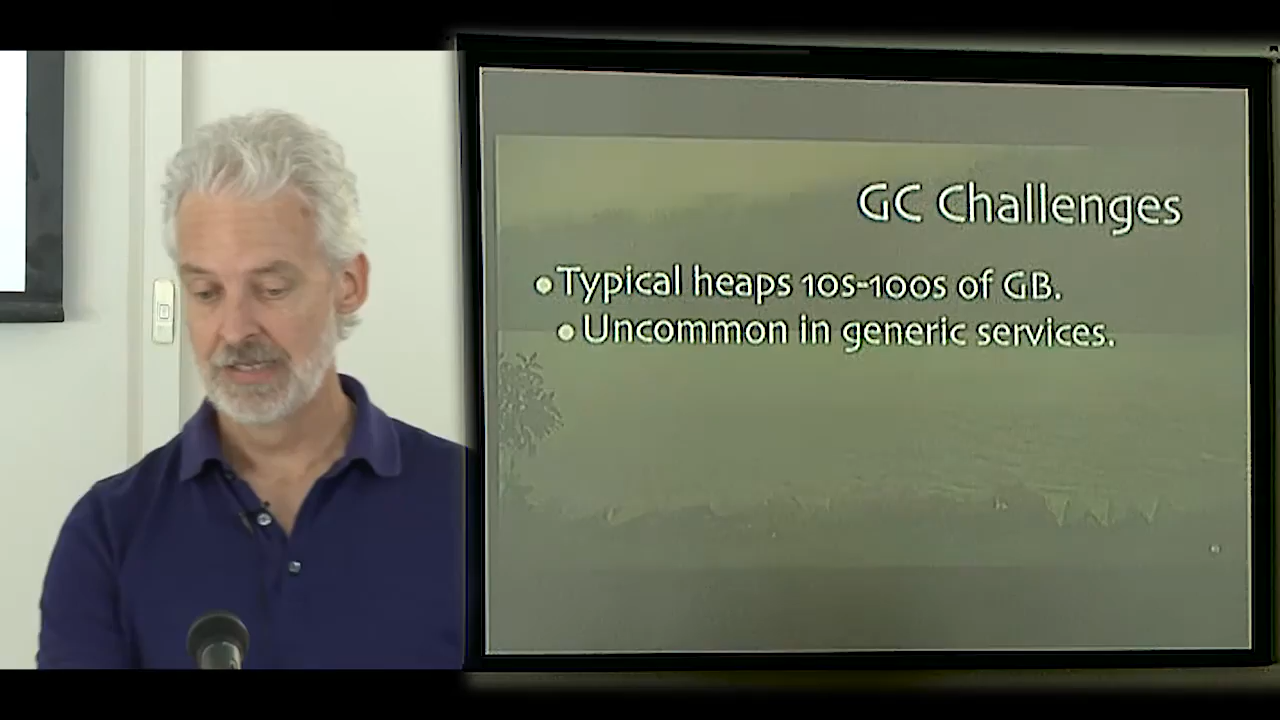 GC Challenges
•Typical heaps 10s-100s of GB.
•Uncommon in generic services.